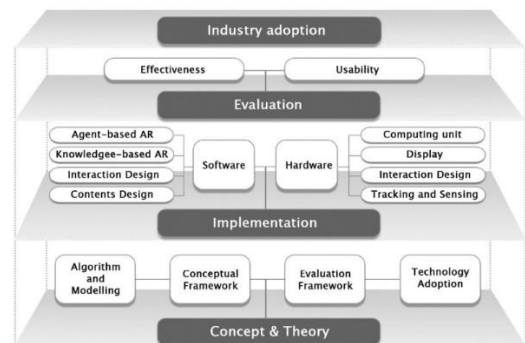 Industry adoption
Effectiveness
Usability
Evaluation
Agent-based AR
Knowledgee-based AR
Interaction Design
Contents Design
Software
Hardware
Computing unit
Display
Interaction Design
Tracking and Sensing
Implementation
Algorithm
and
Modelling
Conceptual
Framework
Evaluation
Framework
Technology
Adoption
Concept & Theory